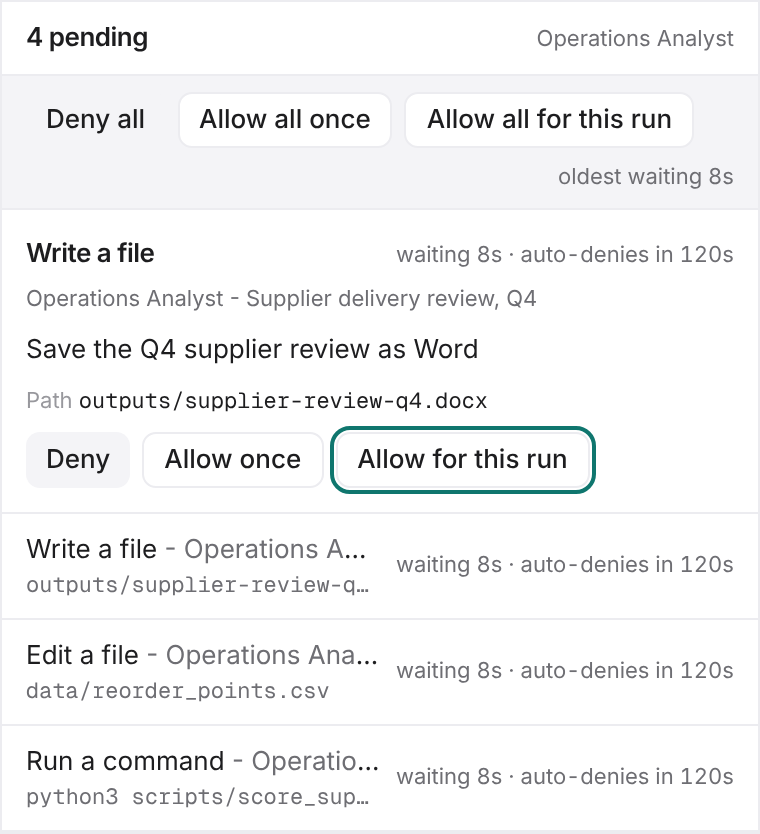 4 pending Operations Analyst
Deny all Allow all once Allow all for this run
oldest waiting 8s
Write a file waiting 8s · auto-denies in 120s
Operations Analyst - Supplier delivery review, Q4
Save the Q4 supplier review as Word
Path outputs/supplier-review-q4.docx
Deny Allow once Allow for this run
Write a file - Operations A... waiting 8s · auto-denies in 120s
outputs/supplier-review-q…
Edit a file - Operations Ana... waiting 8s · auto-denies in 120s
data/reorder_points.csv
Run a command - Operatio... waiting 8s · auto-denies in 120s
python3 scripts/score_sup…